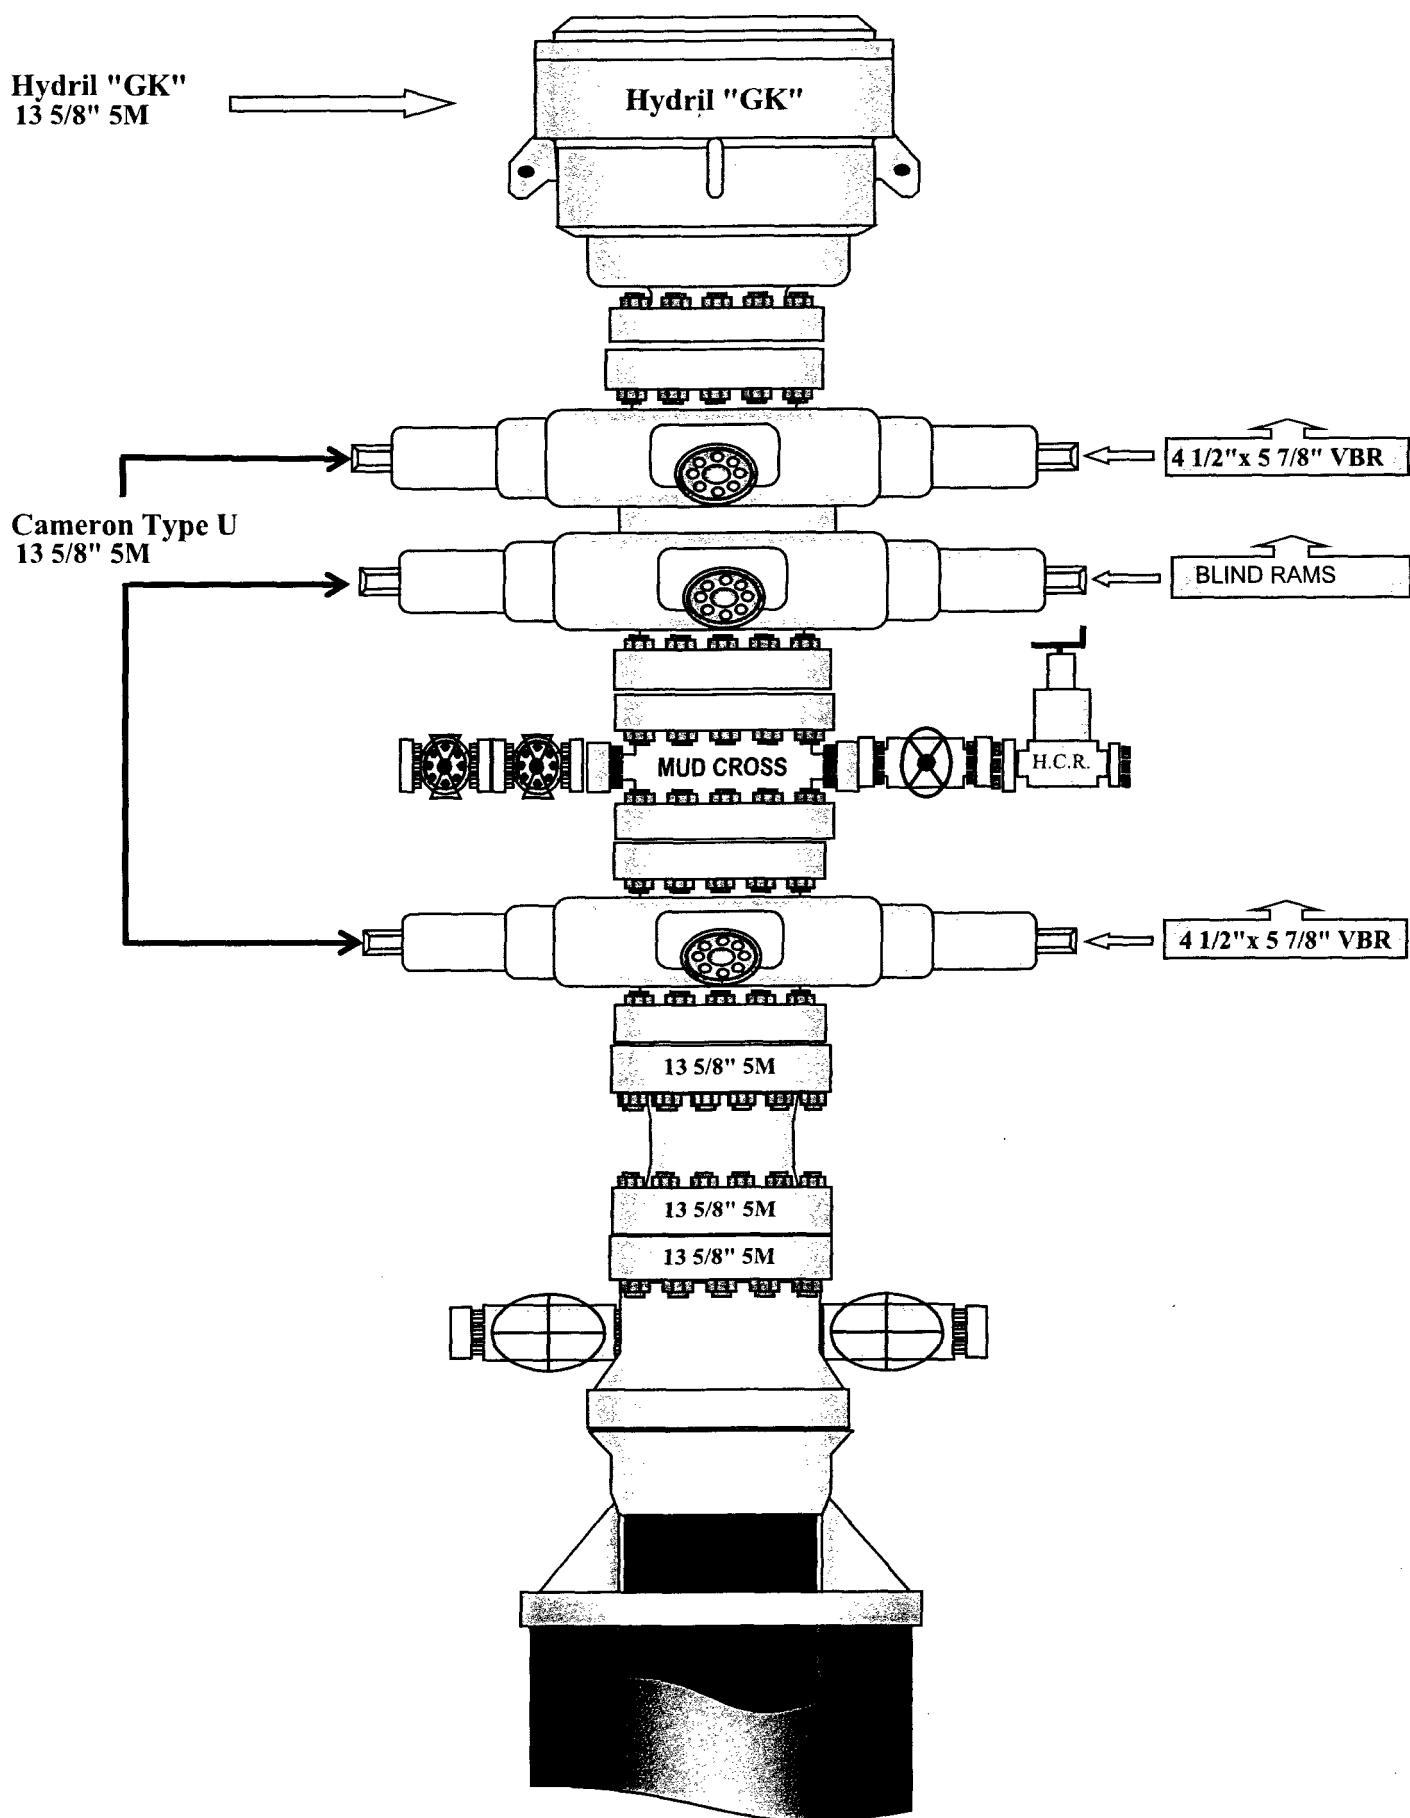 Hydril "GK"
13 5/8" 5M
Hydril "GK"
4 1/2"x 5 7/8" VBR
Cameron Type U
13 5/8" 5M
BLIND RAMS
MUD CROSS
H.C.R.
4 1/2"x 5 7/8" VBR
13 5/8" 5M
13 5/8" 5M
13 5/8" 5M